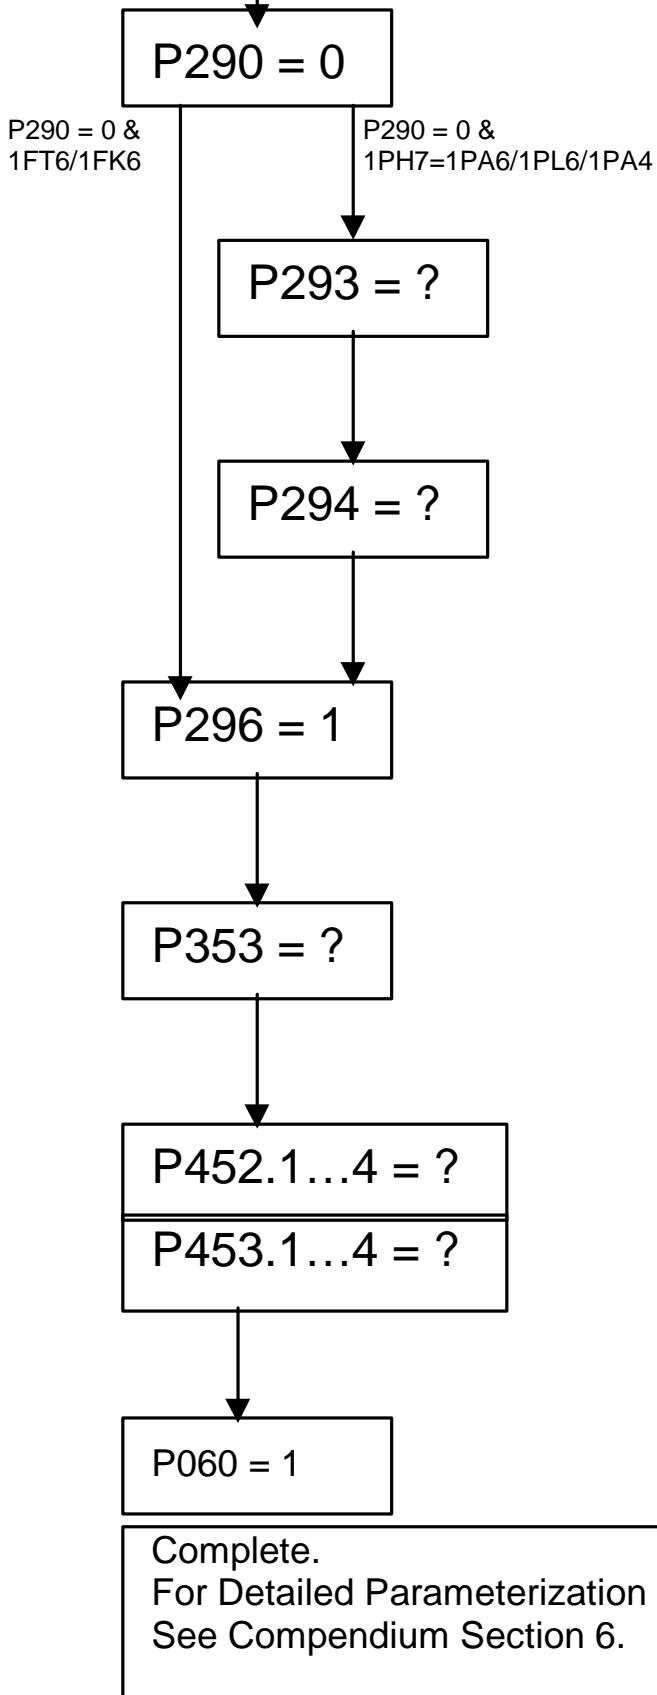 P290 = 0
P290 = 0 &
1FT6/1FK6
P290 = 0 &
1PH7=1PA6/1PL6/1PA4
P293 = ?
P294 = ?
P296 = 1
P353 = ?
P452.1…4 = ?
P453.1…4 = ?
P060 = 1
Complete.
For Detailed Parameterization
See Compendium Section 6.